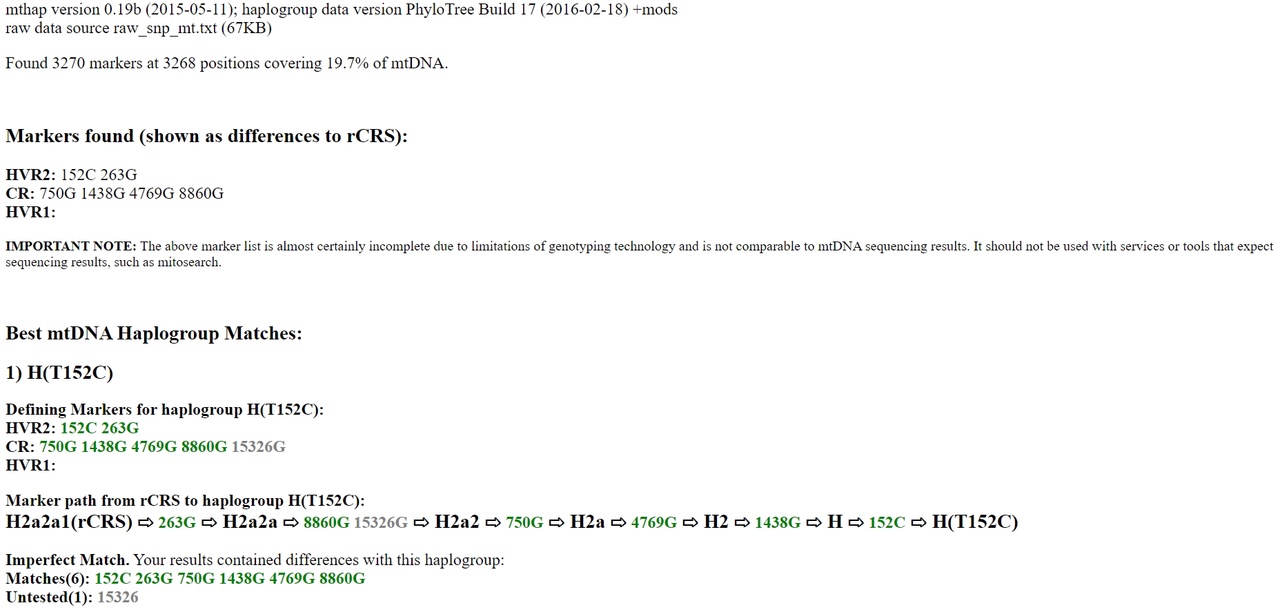 mthap version 0.19b (2015-05-11); haplogroup data version PhyloTree Build 17 (2016-02-18) +mods
raw data source raw_snp_mt.txt (67KB)
Found 3270 markers at 3268 positions covering 19.7% of mtDNA.
Markers found (shown as differences to rCRS):
HVR2: 152C 263G
CR: 750G 1438G 4769G 8860G
HVR1:
IMPORTANT NOTE: The above marker list is almost certainly incomplete due to limitations of genotyping technology and is not comparable to mtDNA sequencing results. It should not be used with services or tools that expect
sequencing results, such as mitosearch.
Best mtDNA Haplogroup Matches:
1) H(T152C)
Defining Markers for haplogroup H(T152C):
HVR2: 152C 263G
CR: 750G 1438G 4769G 8860G 15326G
HVR1:
Marker path from rCRS to haplogroup H(T152C):
H2a2a1(rCRS) ⇨ 263G ⇨ H2a2a ⇨ 8860G 15326G ⇨ H2a2 ⇨ 750G ⇨ H2a ⇨ 4769G ⇨ H2 ⇨ 1438G ⇨ H ⇨ 152C ⇨ H(T152C)
Imperfect Match. Your results contained differences with this haplogroup:
Matches(6): 152C 263G 750G 1438G 4769G 8860G
Untested(1): 15326